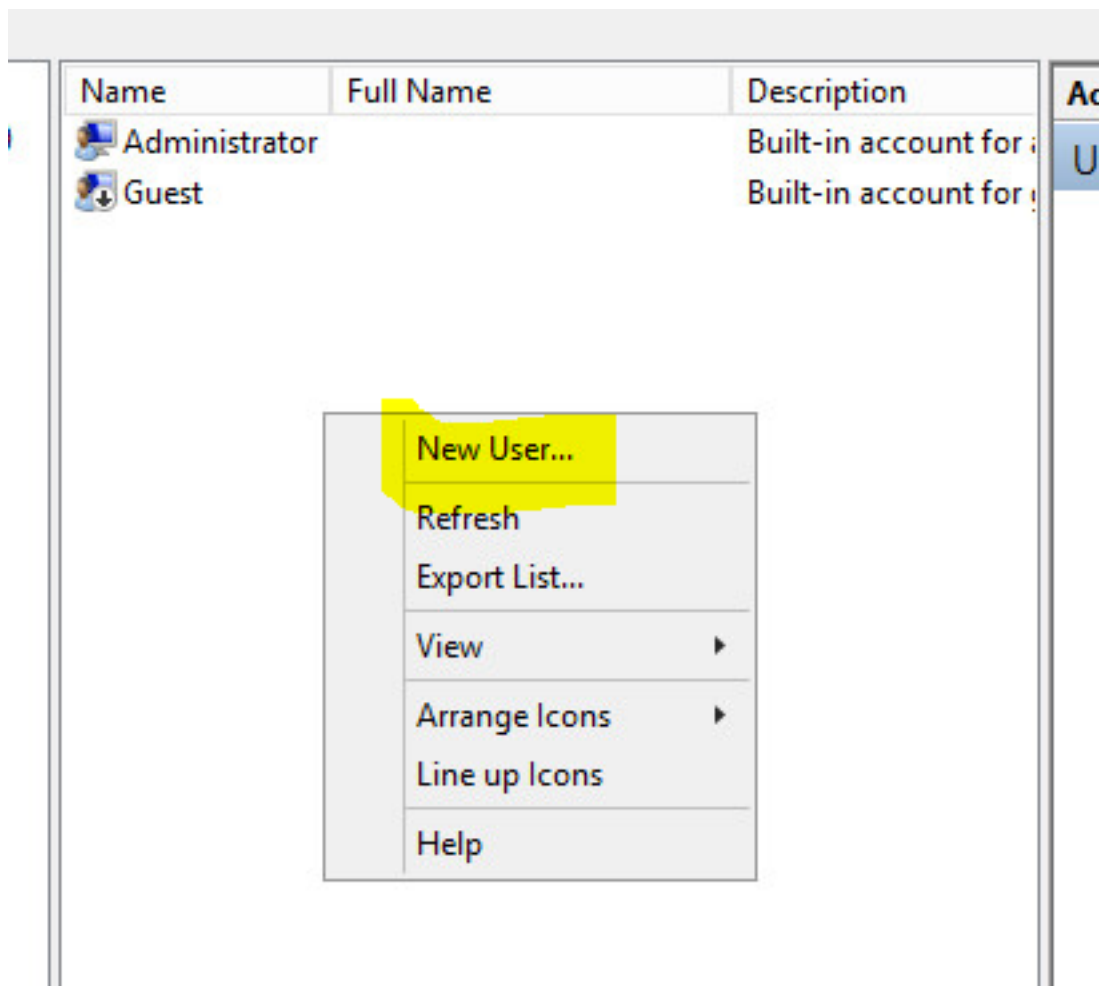 Name Full Name Description
Administrator Built-in account for
Guest Built-in account for
New User...
Refresh
Export List...
View
Arrange Icons
Line up Icons
Help